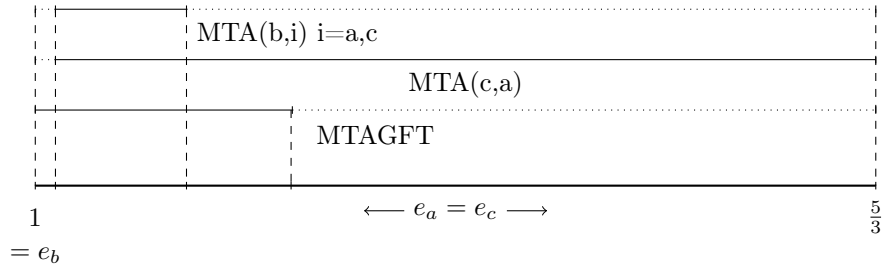 MTA(b,i) i=a,c
MTA(c,a)
MTAGFT
1
= e_b
←— e_a = e_c —→
5/3